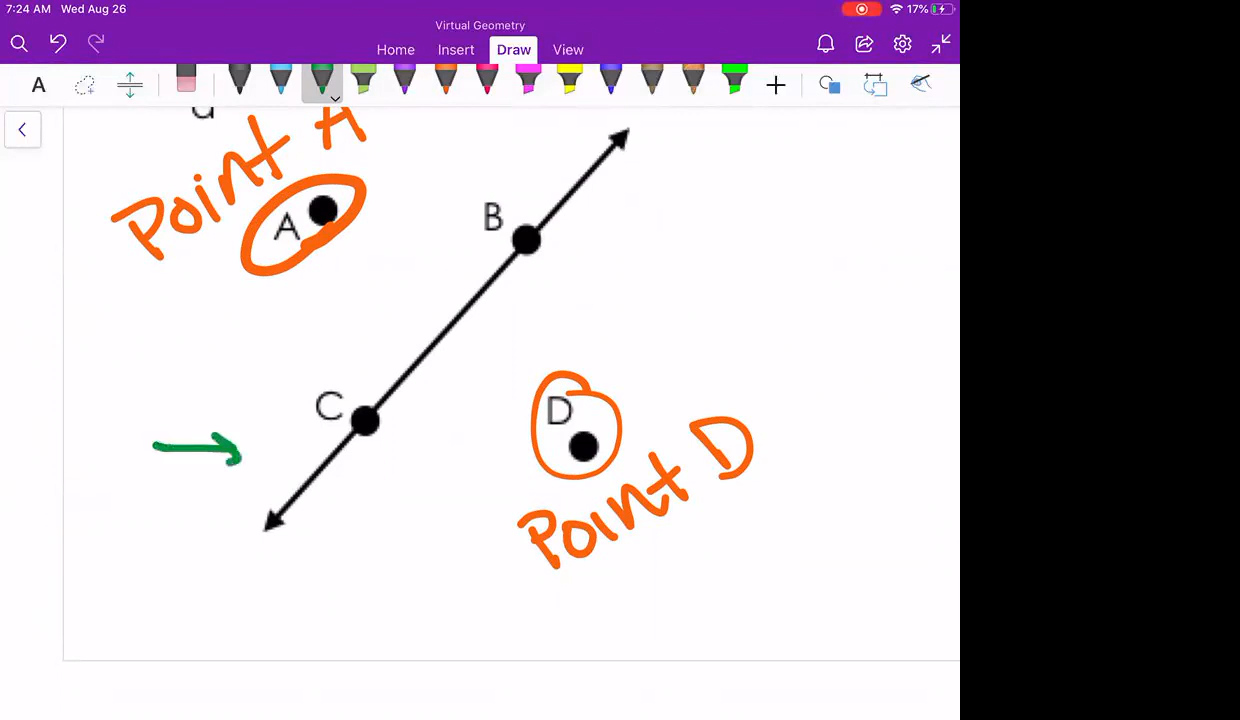 7:24 AM Wed Aug 26
17%
Virtual Geometry
Home Insert Draw View
A
Point A
A
B
C
D
Point D